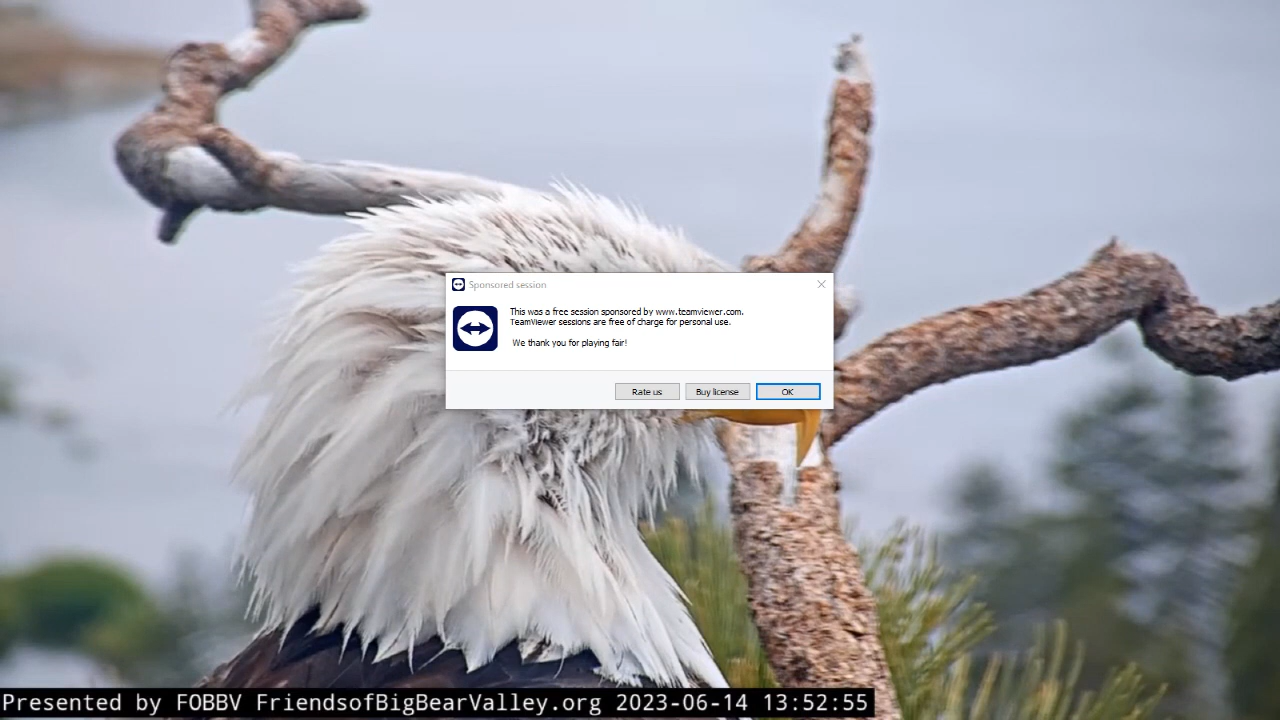 Sponsored session
This was a free session sponsored by www.teamviewer.com.
TeamViewer sessions are free of charge for personal use.
We thank you for playing fair!
Rate us
Buy license
OK
Presented by FOBBV FriendsofBigBearValley.org 2023-06-14 13:52:55